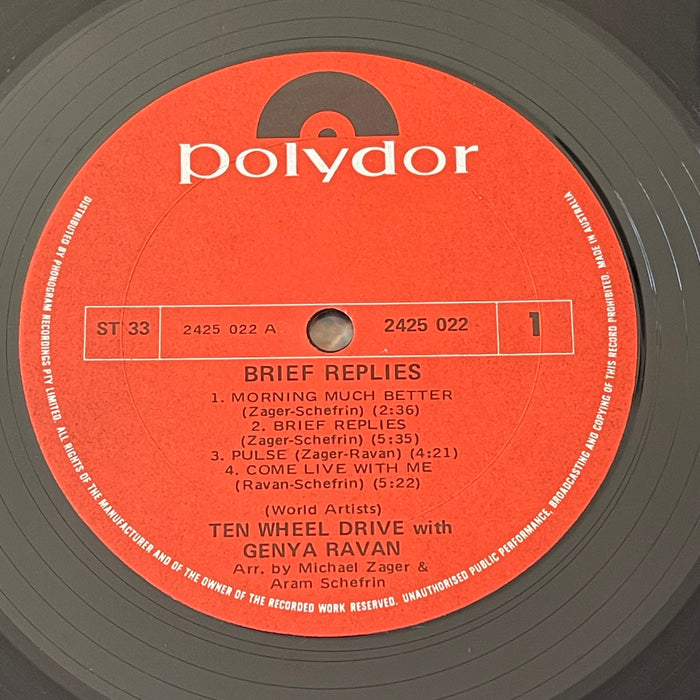 polydor
ST 33
2425 022 A
2425 022
1
BRIEF REPLIES
1. MORNING MUCH BETTER
(Zager-Schefrin) (2:36)
2. BRIEF REPLIES
(Zager-Schefrin) (5:35)
3. PULSE (Zager-Ravan) (4:21)
4. COME LIVE WITH ME
(Ravan-Schefrin) (5:22)
(World Artists)
TEN WHEEL DRIVE with
GENYA RAVAN
Arr. by Michael Zager &
Aram Schefrin
DISTRIBUTED BY PHONOGRAM RECORDINGS PTY LIMITED. ALL RIGHTS OF THE MANUFACTURER AND OF THE OWNER OF THE RECORDED WORK RESERVED. UNAUTHORISED PUBLIC PERFORMANCE, BROADCASTING AND COPYING OF THIS RECORD PROHIBITED. MADE IN AUSTRALIA